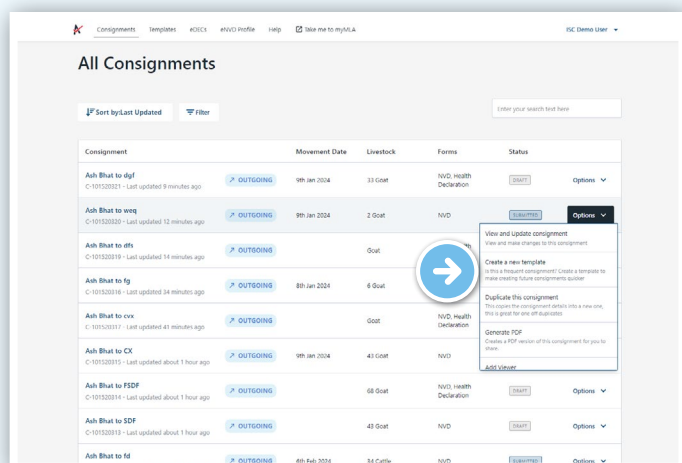 Consignments Templates eDECs eNVD Profile Help Take me to myMLA ISC Demo User
All Consignments
Sort by:Last Updated Filter Enter your search text here
Consignment Movement Date Livestock Forms Status
Ash Bhat to dgf
C-101520321 - Last updated 9 minutes ago
OUTGOING 9th Jan 2024 33 Goat NVD, Health
Declaration
DRAFT Options
Ash Bhat to weq
C-101520320 - Last updated 12 minutes ago
OUTGOING 9th Jan 2024 2 Goat NVD SUBMITTED Options
View and Update consignment
View and make changes to this consignment
Create a new template
Is this a frequent consignment? Create a template to
make creating future consignments quicker
Duplicate this consignment
This copies the consignment details into a new one,
this is great for one off duplicates
Generate PDF
Creates a PDF version of this consignment for you to
share.
Add Viewer
Ash Bhat to dfs
C-101520319 - Last updated 14 minutes ago
OUTGOING Goat
Ash Bhat to fg
C-101520316 - Last updated 34 minutes ago
OUTGOING 8th Jan 2024 6 Goat
Ash Bhat to cvx
C-101520317 - Last updated 41 minutes ago
OUTGOING Goat NVD, Health
Declaration
Ash Bhat to CX
C-101520315 - Last updated about 1 hour ago
OUTGOING 9th Jan 2024 43 Goat NVD
Ash Bhat to FSDF
C-101520314 - Last updated about 1 hour ago
OUTGOING 68 Goat NVD, Health
Declaration
DRAFT Options
Ash Bhat to SDF
C-101520313 - Last updated about 1 hour ago
OUTGOING 43 Goat NVD DRAFT Options
Ash Bhat to fd
OUTGOING 6th Feb 2024 34 Cattle NVD SUBMITTED Options